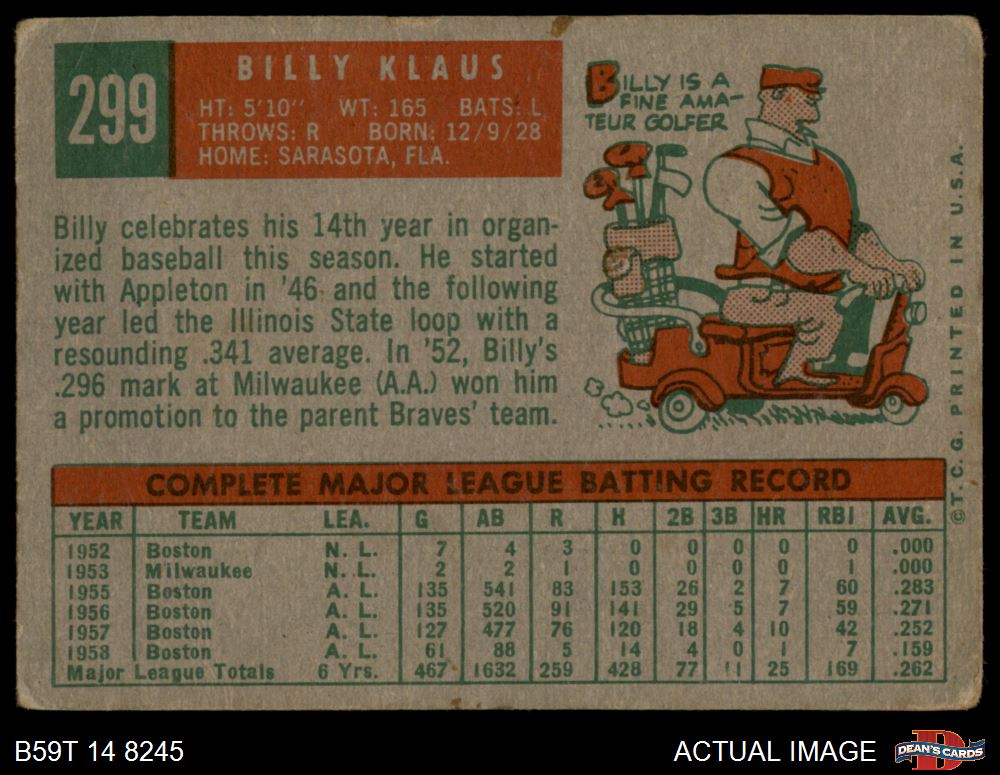 299
BILLY KLAUS
HT: 5'10" WT: 165 BATS: L
THROWS: R BORN: 12/9/28
HOME: SARASOTA, FLA.
BILLY IS A
FINE AMA-
TEUR GOLFER
Billy celebrates his 14th year in organ-
ized baseball this season. He started
with Appleton in '46 and the following
year led the Illinois State loop with a
resounding .341 average. In '52, Billy's
.296 mark at Milwaukee (A.A.) won him
a promotion to the parent Braves' team.
COMPLETE MAJOR LEAGUE BATTING RECORD
YEAR TEAM LEA. G AB R H 2B 3B HR RBI AVG.
1952 Boston N. L. 7 4 3 0 0 0 0 0 .000
1953 Milwaukee N. L. 2 2 1 0 0 0 0 1 .000
1955 Boston A. L. 135 541 83 153 26 2 7 60 .283
1956 Boston A. L. 135 520 91 141 29 5 7 59 .271
1957 Boston A. L. 127 477 76 120 18 4 10 42 .252
1958 Boston A. L. 61 88 5 14 4 0 1 7 .159
Major League Totals 6 Yrs. 467 1632 259 428 77 11 25 169 .262
©T. C. G. PRINTED IN U.S.A.
B59T 14 8245
ACTUAL IMAGE
D
DEAN'S CARDS